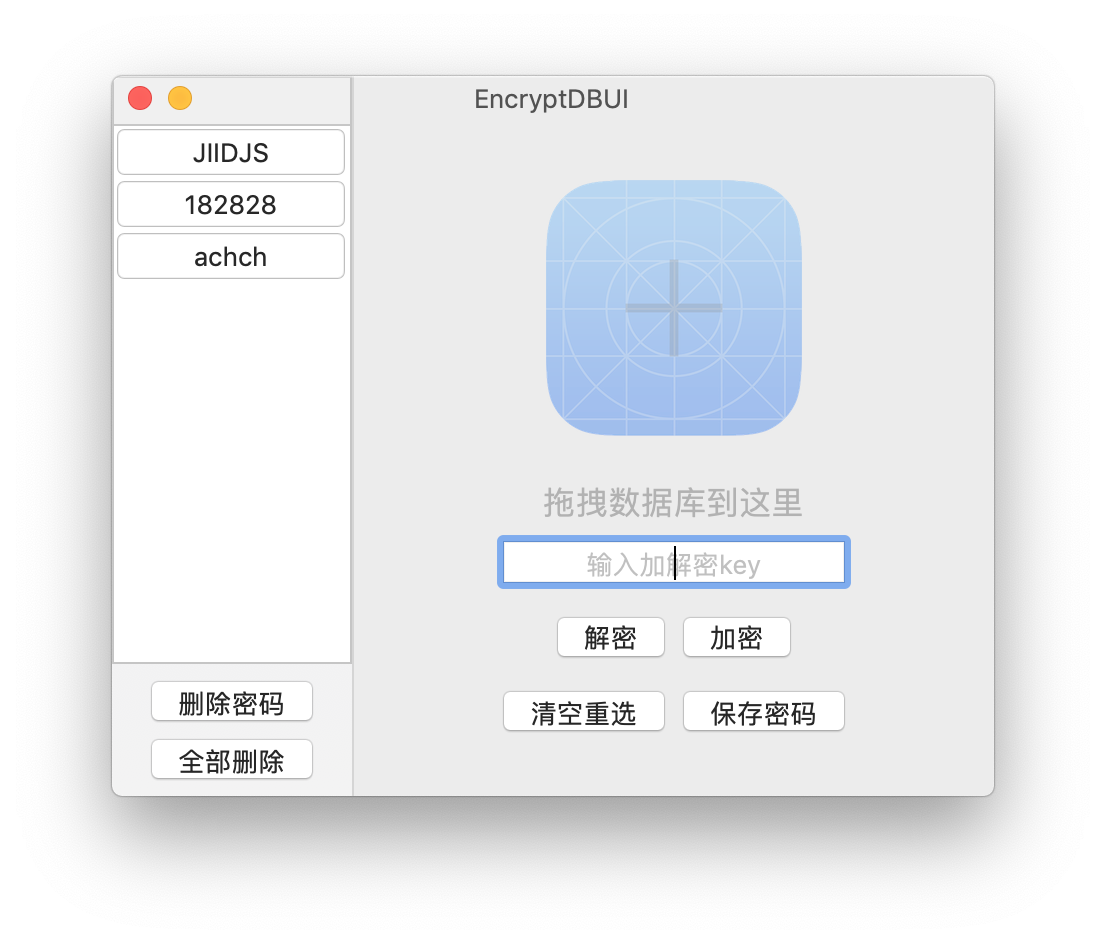 EncryptDBUI
JIIDJS
182828
achch
删除密码
全部删除
拖拽数据库到这里
输入加解密key
解密 加密
清空重选 保存密码